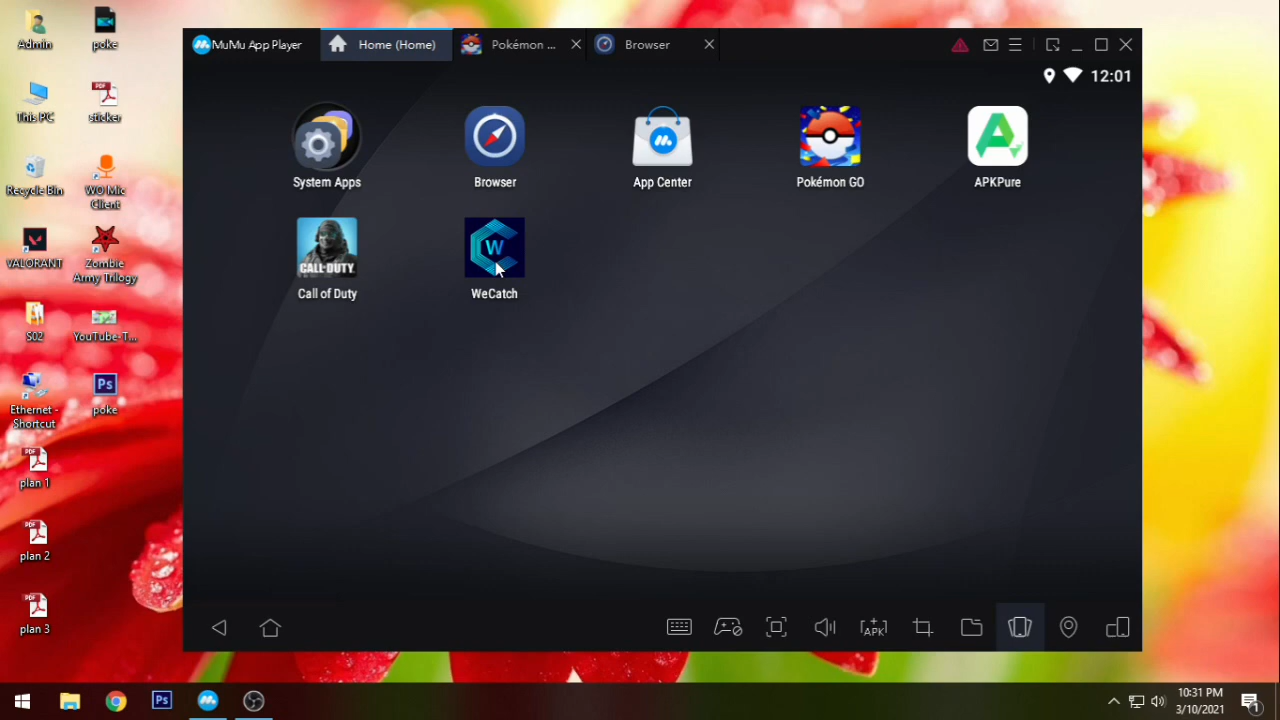 Admin
poke
This PC
sticker
Recycle Bin
WO Mic
Client
VALORANT
Zombie
Army Trilogy
S02
YouTube-T...
Ethernet -
Shortcut
Ps
poke
plan 1
plan 2
plan 3
MuMu App Player
Home (Home)
Pokémon ...
Browser
12:01
System Apps
Browser
App Center
Pokémon GO
APKPure
CALL·DUTY
Call of Duty
W
WeCatch
APK
Ps
10:31 PM
3/10/2021
1